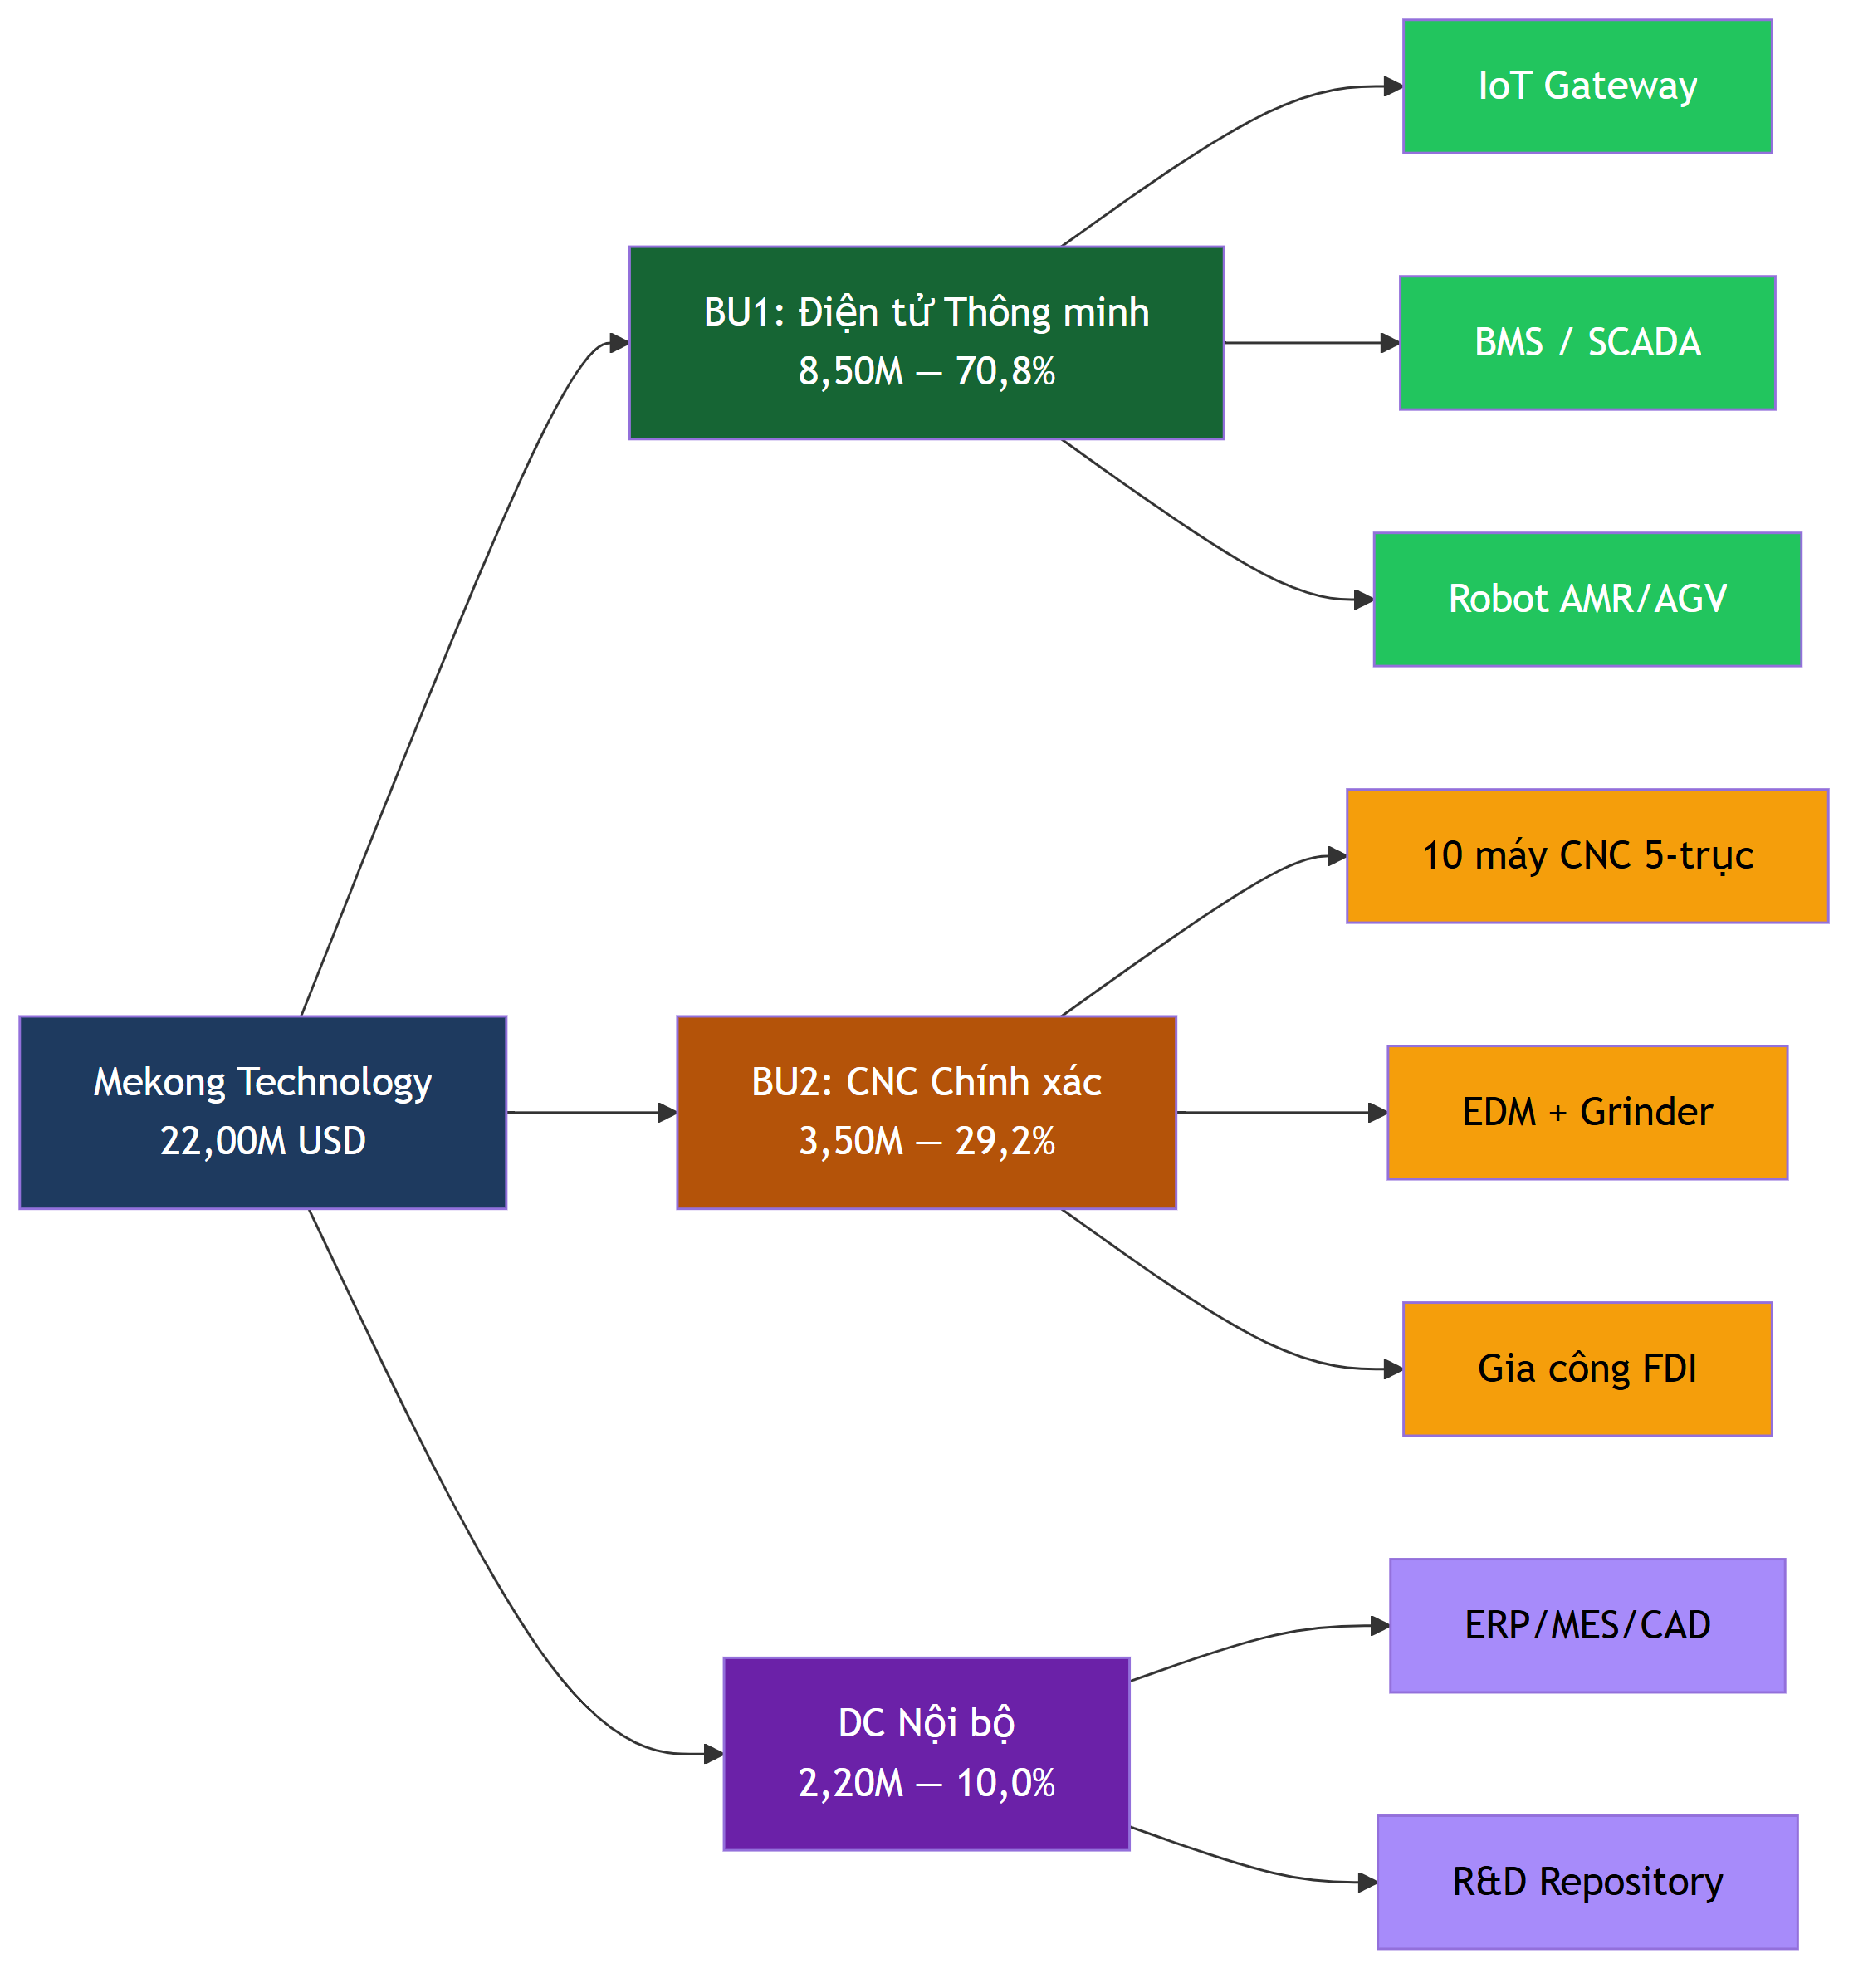 Mekong Technology
22,00M USD
BU1: Điện tử Thông minh
8,50M — 70,8%
IoT Gateway
BMS / SCADA
Robot AMR/AGV
BU2: CNC Chính xác
3,50M — 29,2%
10 máy CNC 5-trục
EDM + Grinder
Gia công FDI
DC Nội bộ
2,20M — 10,0%
ERP/MES/CAD
R&D Repository